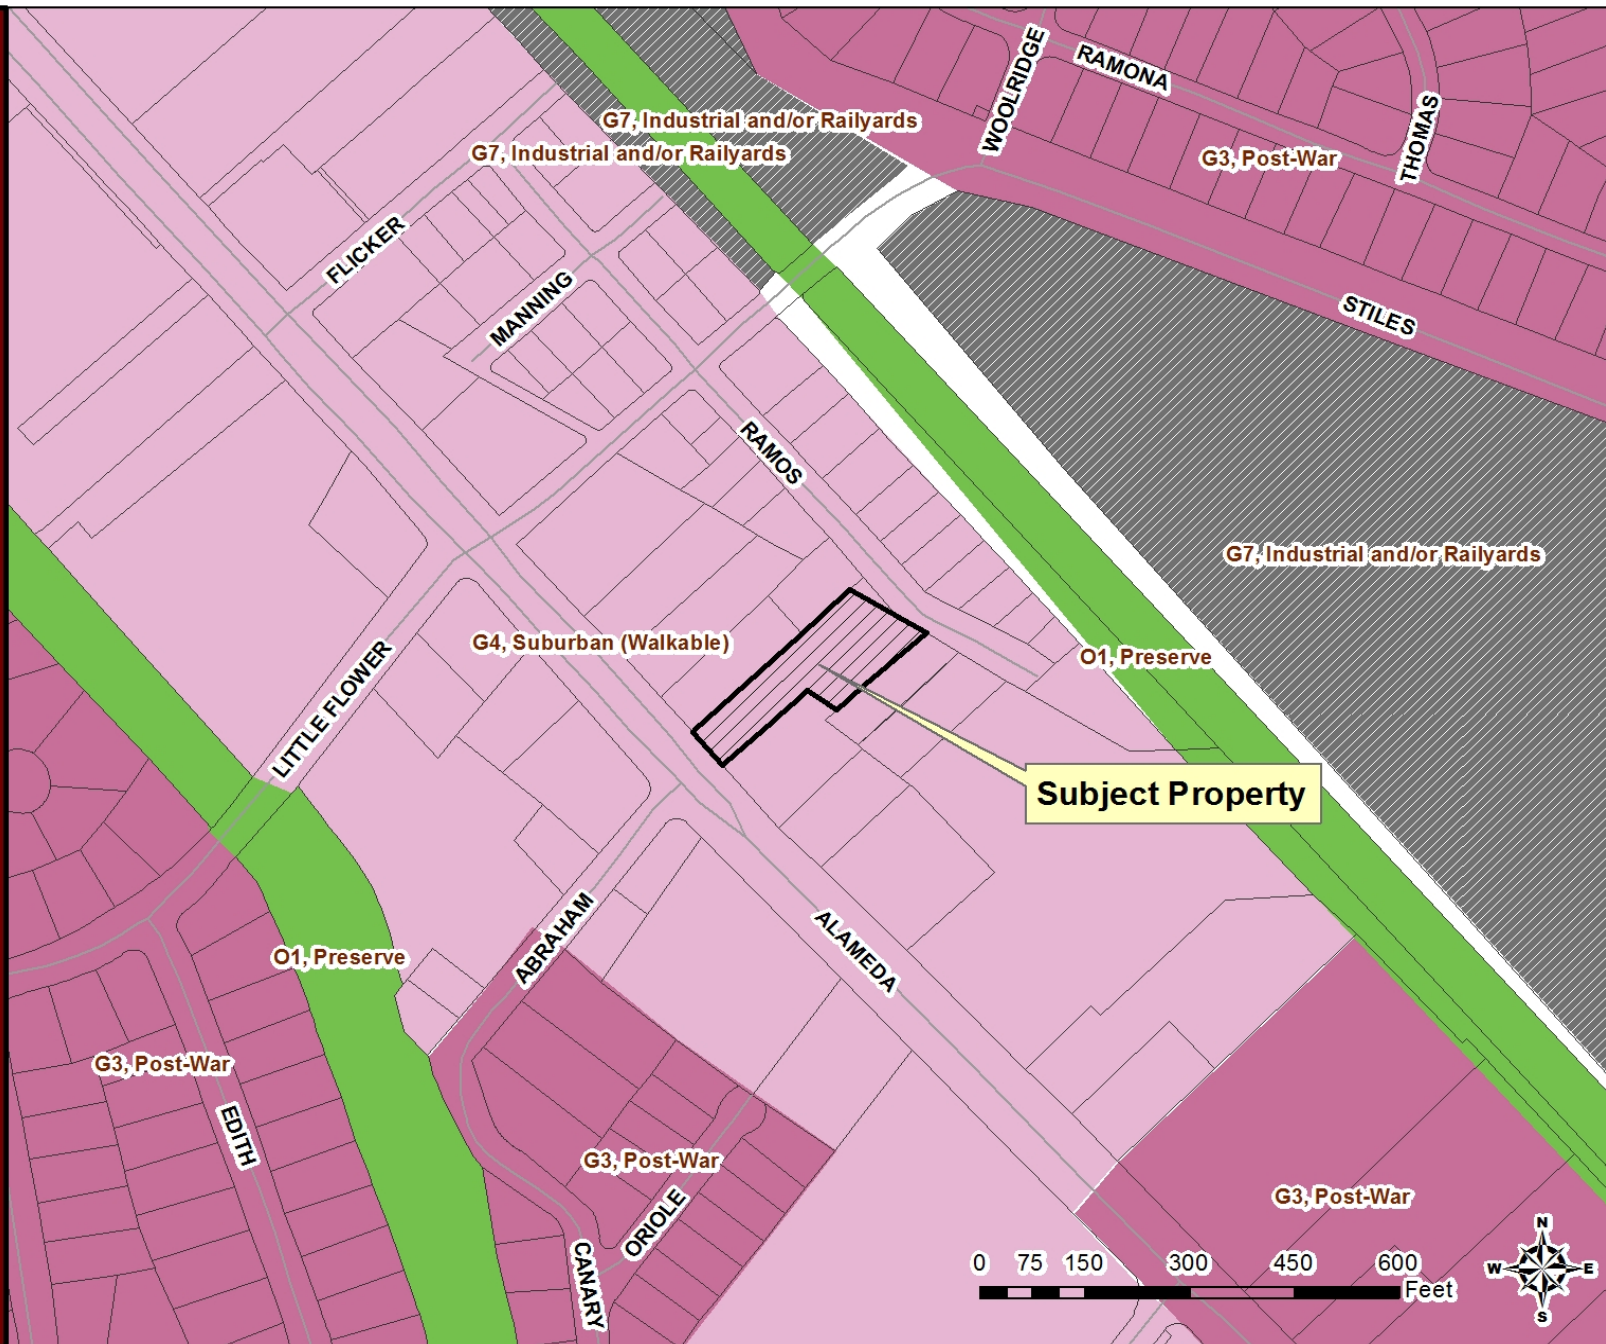 WOOLRIDGE
RAMONA
THOMAS
G7, Industrial and/or Railyards
G7, Industrial and/or Railyards
G3, Post-War
FLICKER
MANNING
STILES
RAMOS
G7, Industrial and/or Railyards
G4, Suburban (Walkable)
O1, Preserve
LITTLE FLOWER
Subject Property
ABRAHAM
ALAMEDA
O1, Preserve
G3, Post-War
EDITH
G3, Post-War
ORIOLE
CANARY
G3, Post-War
N
W E
S
0 75 150 300 450 600
Feet